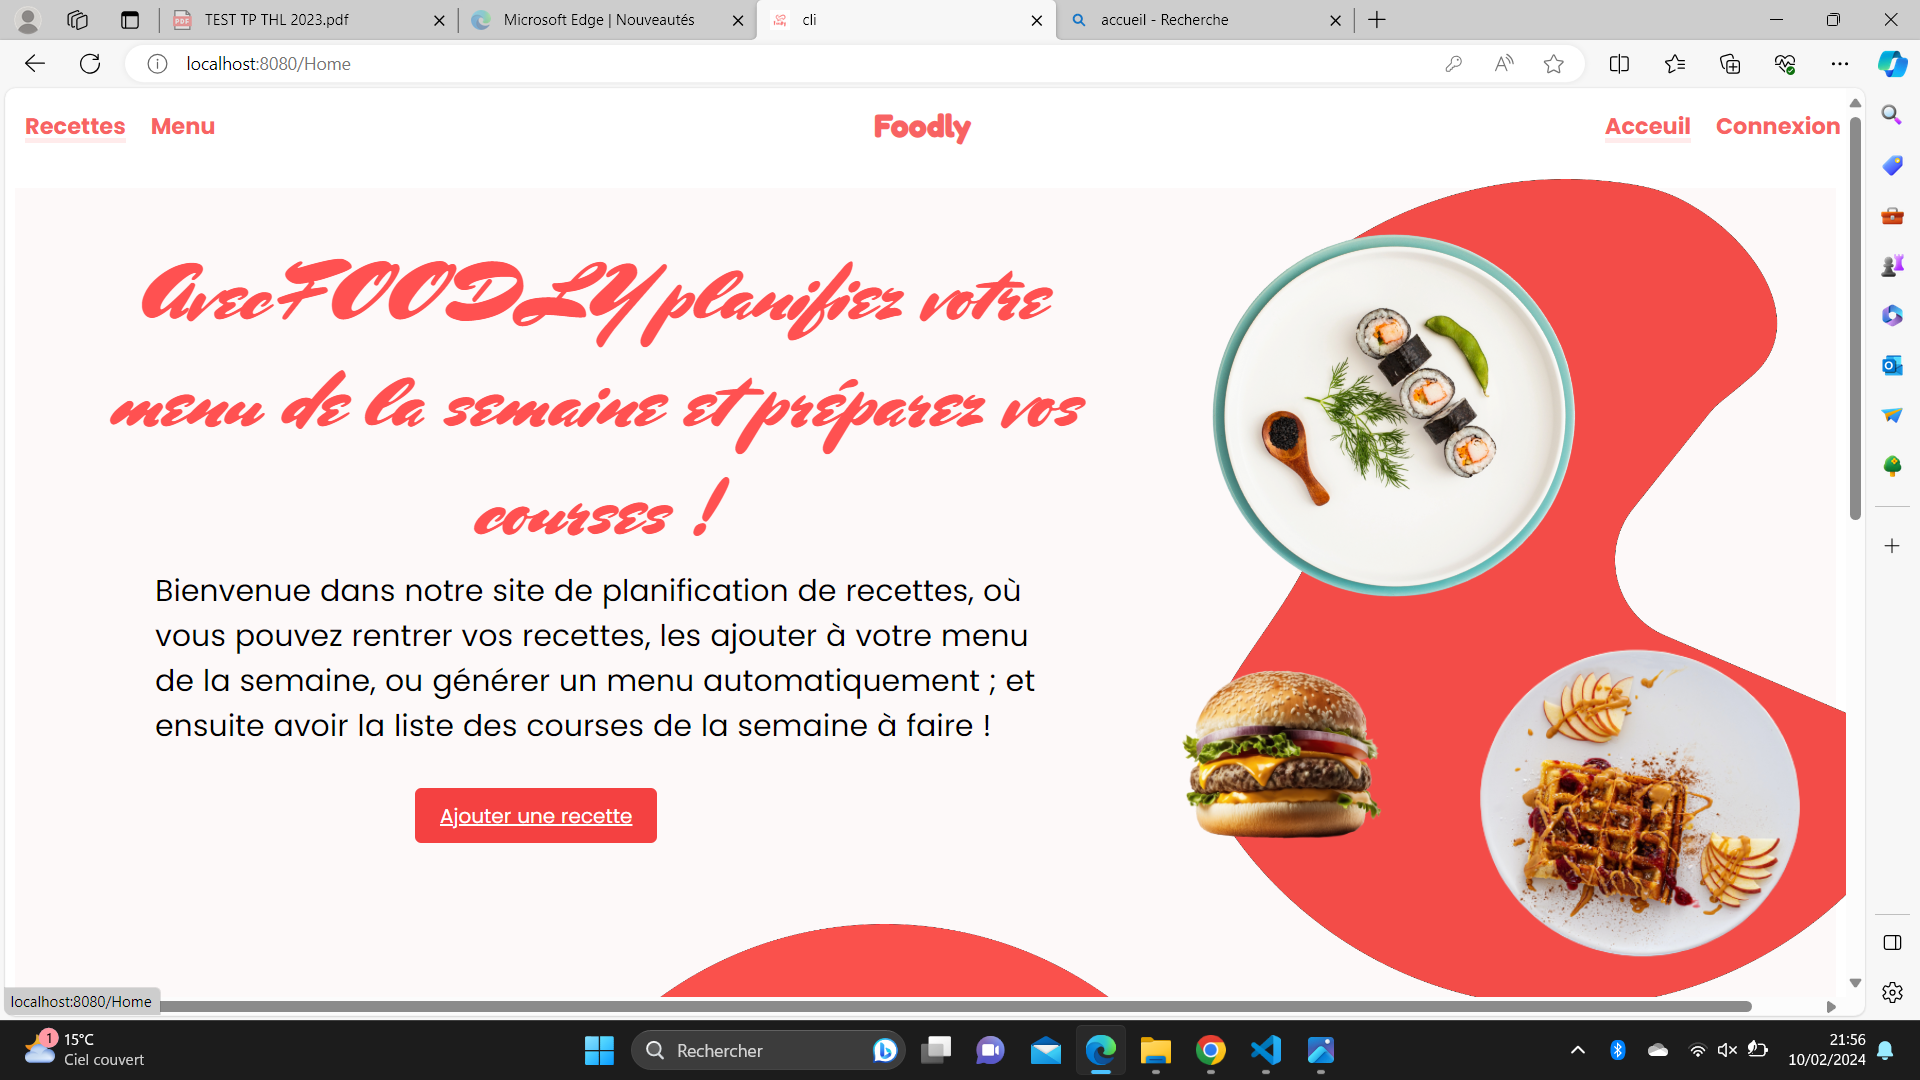 TEST TP THL 2023.pdf
Microsoft Edge | Nouveautés
cli
accueil - Recherche
localhost:8080/Home
Recettes Menu
Foodly
Acceuil Connexion
Avec FOODLY planifiez votre
menu de la semaine et préparez vos
courses !
Bienvenue dans notre site de planification de recettes, où
vous pouvez rentrer vos recettes, les ajouter à votre menu
de la semaine, ou générer un menu automatiquement ; et
ensuite avoir la liste des courses de la semaine à faire !
Ajouter une recette
localhost:8080/Home
1
15°C
Ciel couvert
Rechercher
21:56
10/02/2024